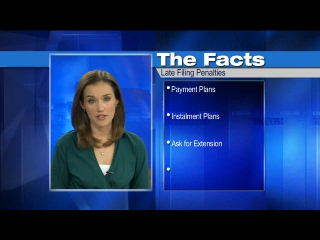 The Facts
Late Filing Penalties
Payment Plans
Instalment Plans
Ask for Extension